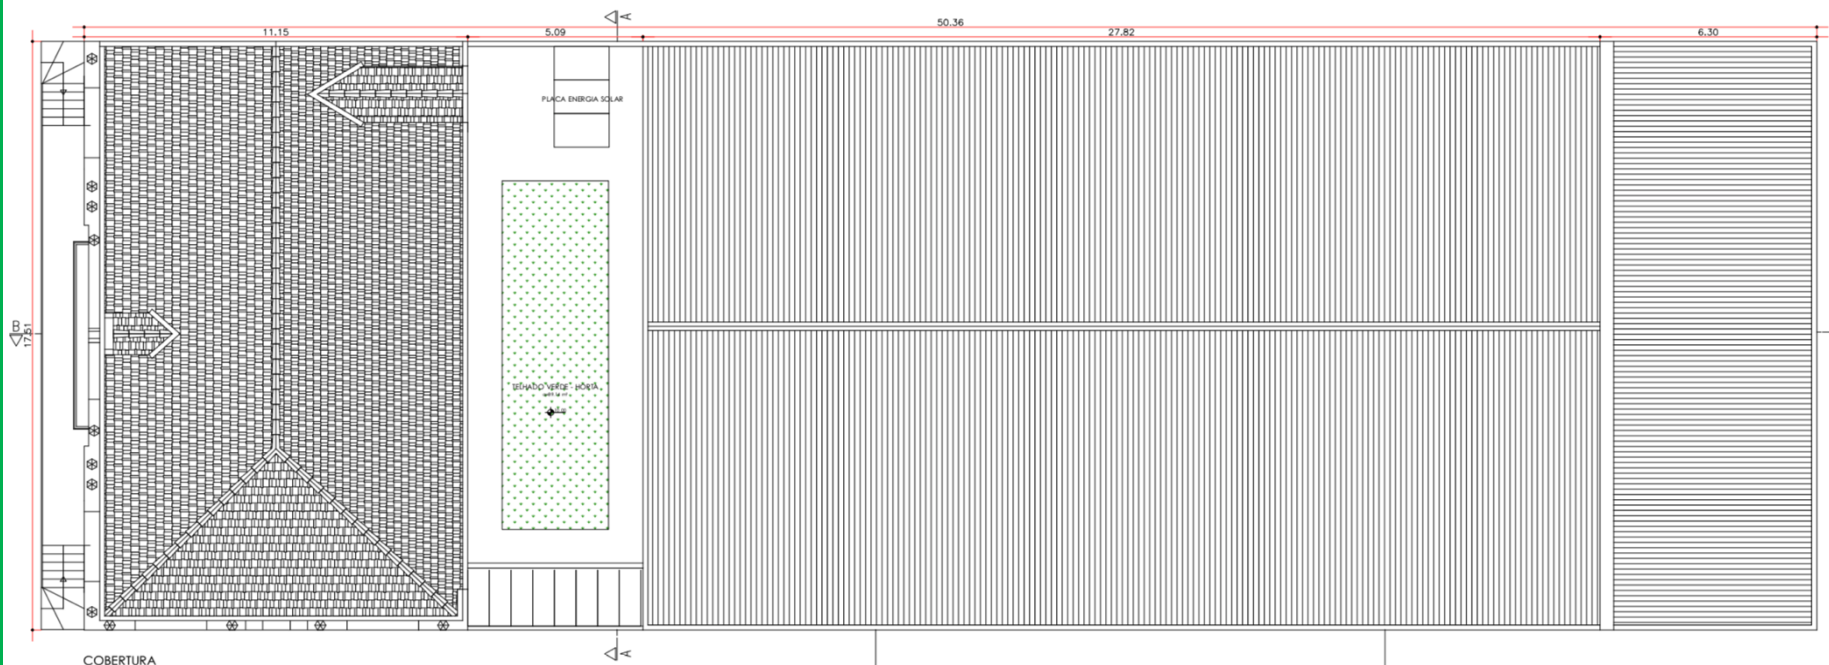 A
50.36
11.15
5.09
27.82
6.30
PLACA ENERGIA SOLAR
B
17.51
TELHADO VERDE - HORTA
A
COBERTURA